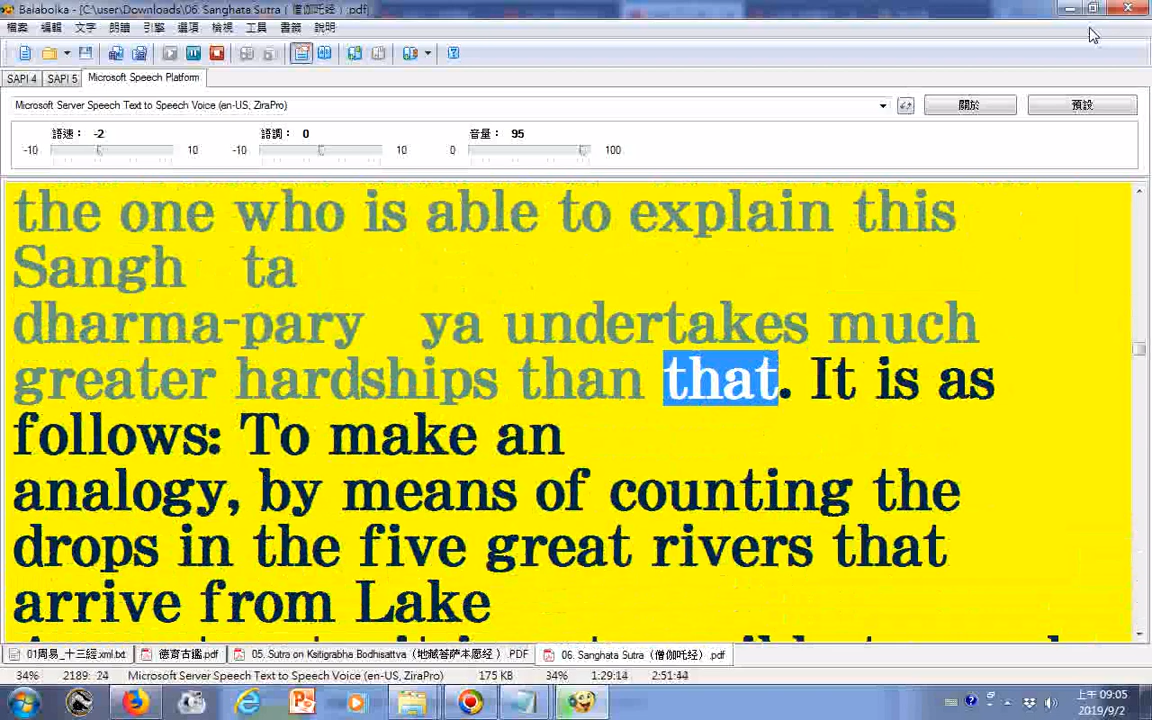 Balabolka - [C:\user\Downloads\06. Sanghata Sutra（僧伽吒经）.pdf]
檔案 編輯 文字 朗讀 引擎 選項 檢視 工具 書籤 說明
SAPI 4 SAPI 5 Microsoft Speech Platform
Microsoft Server Speech Text to Speech Voice (en-US, ZiraPro) 關於 預設
語速： -2 語調： 0 音量： 95
-10 10 -10 10 0 100
the one who is able to explain this
Sangh ta
dharma-pary ya undertakes much
greater hardships than that. It is as
follows: To make an
analogy, by means of counting the
drops in the five great rivers that
arrive from Lake
01周易_十三經.xml.txt 德育古鑑.pdf 05. Sutra on Ksitigrabha Bodhisattva（地藏菩萨本愿经）.PDF 06. Sanghata Sutra（僧伽吒经）.pdf
34% 2189: 24 Microsoft Server Speech Text to Speech Voice (en-US, ZiraPro) 175 KB 34% 1:29:14 2:51:44
上午 09:05
2019/9/2